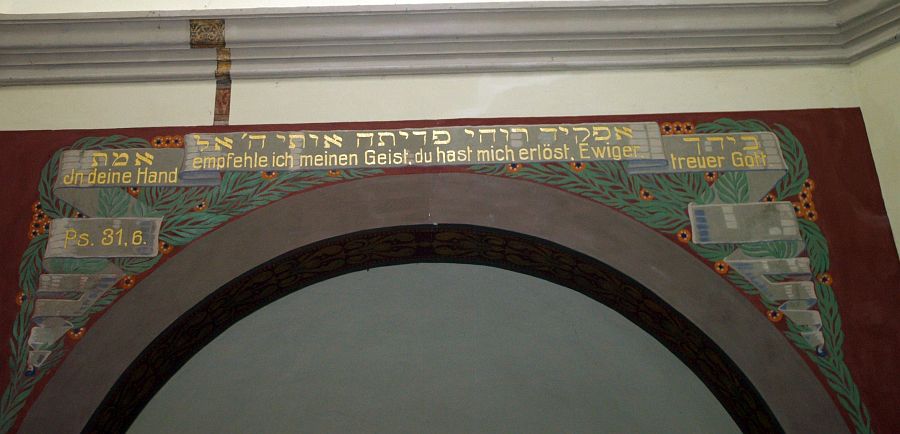 בידך אפקיד רוחי פדיתה אותי ה' אל אמת
Jn deine Hand empfehle ich meinen Geist, du hast mich erlöst, Ewiger, treuer Gott
Ps. 31, 6.